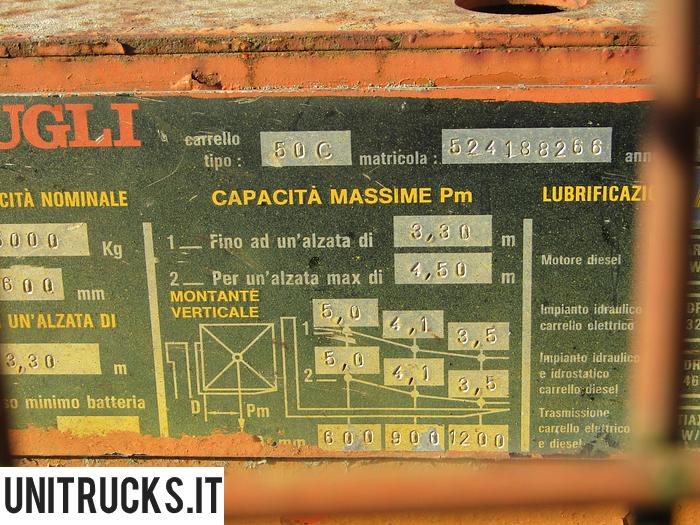 UGLI
carrello tipo : 50 C matricola : 524188266
CAPACITÀ MASSIME Pm
1 Fino ad un'alzata di 3,30 m
2 Per un'alzata max di 4,50 m
MONTANTE
VERTICALE
1 5,0 4,1 3,5
2 5,0 4,1 3,5
D Pm
mm 600 900 1200
CITÀ NOMINALE
5000 Kg
600 mm
UN'ALZATA DI
3,30 m
minimo batteria
LUBRIFICAZI
Motore diesel
Impianto idraulico
carrello elettrico
Impianto idraulico
e idrostatico
carrello diesel
Trasmissione
carrello elettrico
e diesel
UNITRUCKS.IT